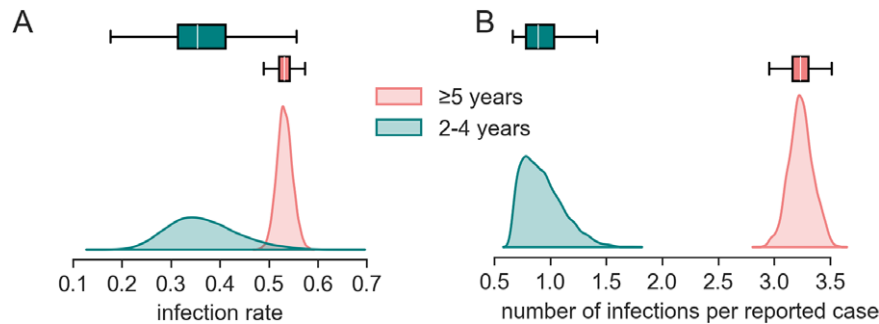 A
B
≥5 years
2-4 years
0.1 0.2 0.3 0.4 0.5 0.6 0.7
infection rate
0.5 1.0 1.5 2.0 2.5 3.0 3.5
number of infections per reported case